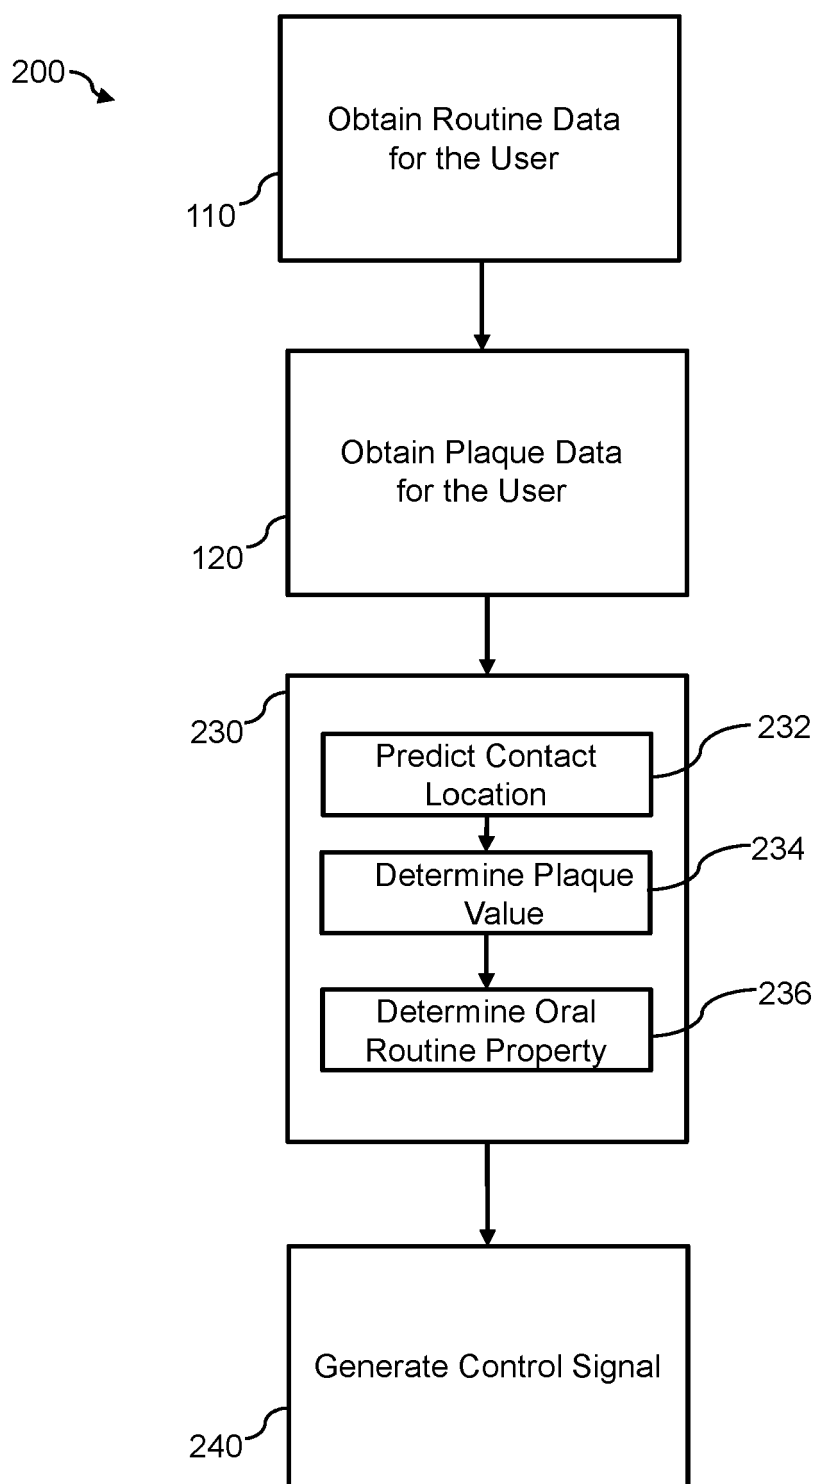 200
Obtain Routine Data
for the User
110
Obtain Plaque Data
for the User
120
230
Predict Contact
Location
232
Determine Plaque
Value
234
Determine Oral
Routine Property
236
Generate Control Signal
240